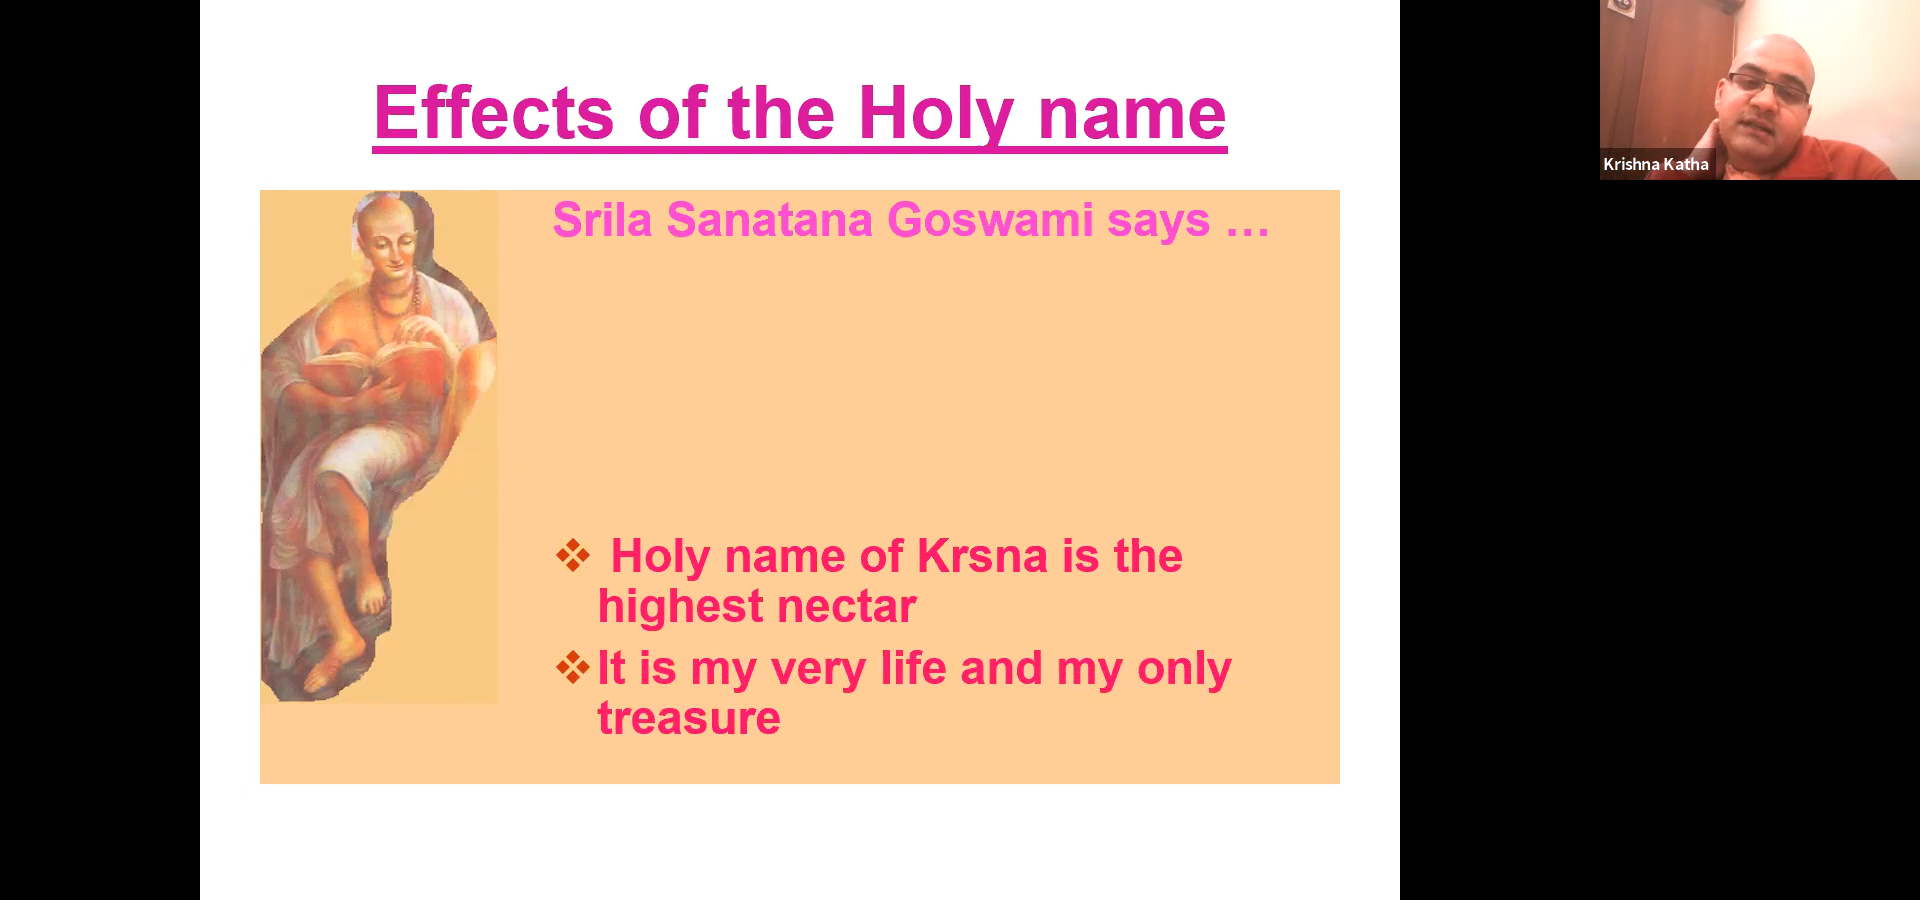 Effects of the Holy name
Srila Sanatana Goswami says …
❖ Holy name of Krsna is the
highest nectar
❖It is my very life and my only
treasure
Krishna Katha